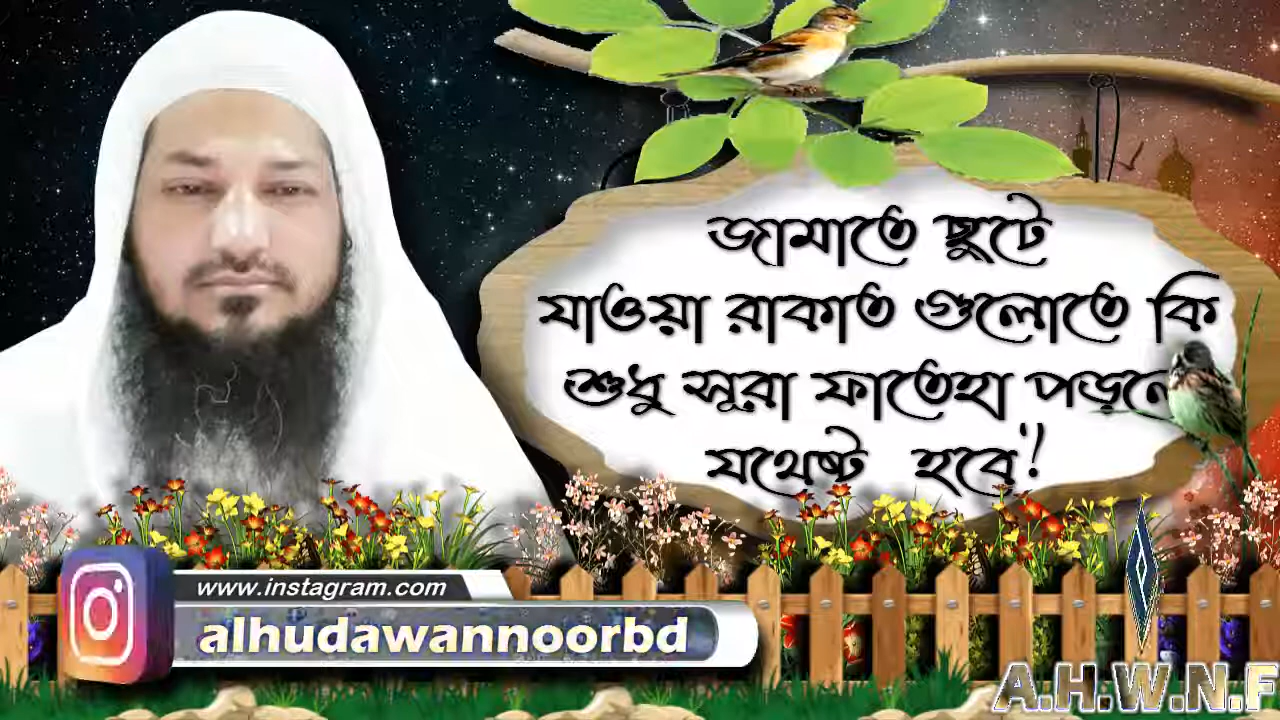 জামাতে ছুটে
যাওয়া রাকাত গুলোতে কি
শুধু সূরা ফাতেহা পড়লে
যথেষ্ট হবে?
www.instagram.com
alhudawannoorbd
A.H.W.N.F